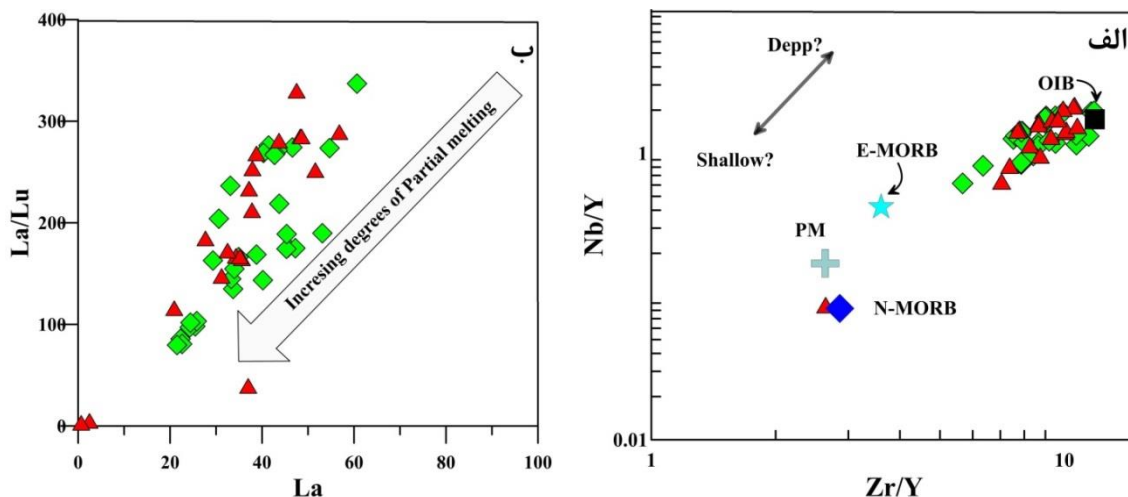 400
300
200
100
0
0
20
40
60
80
100
La/Lu
La
Incresing degrees of Partial melting
ب
الف
Depp?
Shallow?
OIB
E-MORB
PM
N-MORB
1
0.01
1
10
Nb/Y
Zr/Y